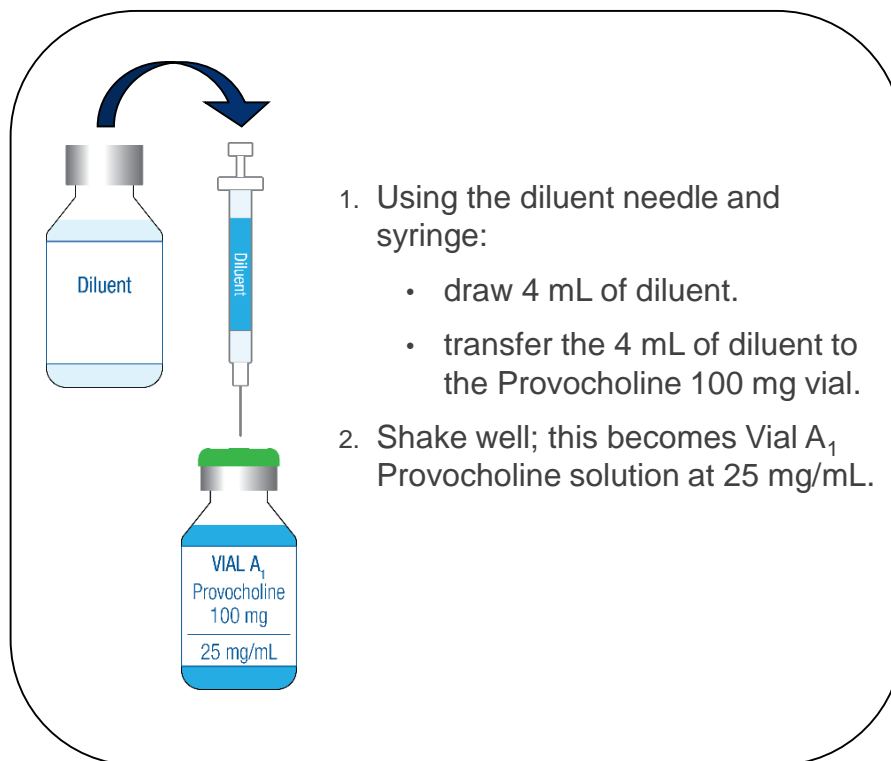 Diluent
Diluent
1. Using the diluent needle and
syringe:
• draw 4 mL of diluent.
• transfer the 4 mL of diluent to
the Provocholine 100 mg vial.
2. Shake well; this becomes Vial A₁
Provocholine solution at 25 mg/mL.
VIAL A₁
Provocholine
100 mg
25 mg/mL